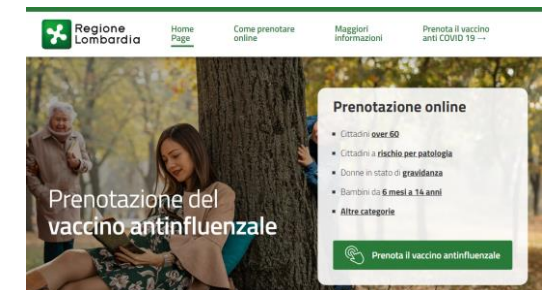 Regione
Lombardia
Home
Page
Come prenotare
online
Maggiori
informazioni
Prenota il vaccino
anti COVID 19 →
Prenotazione del
vaccino antinfluenzale
Prenotazione online
▪ Cittadini over 60
▪ Cittadini a rischio per patologia
▪ Donne in stato di gravidanza
▪ Bambini da 6 mesi a 14 anni
▪ Altre categorie
Prenota il vaccino antinfluenzale